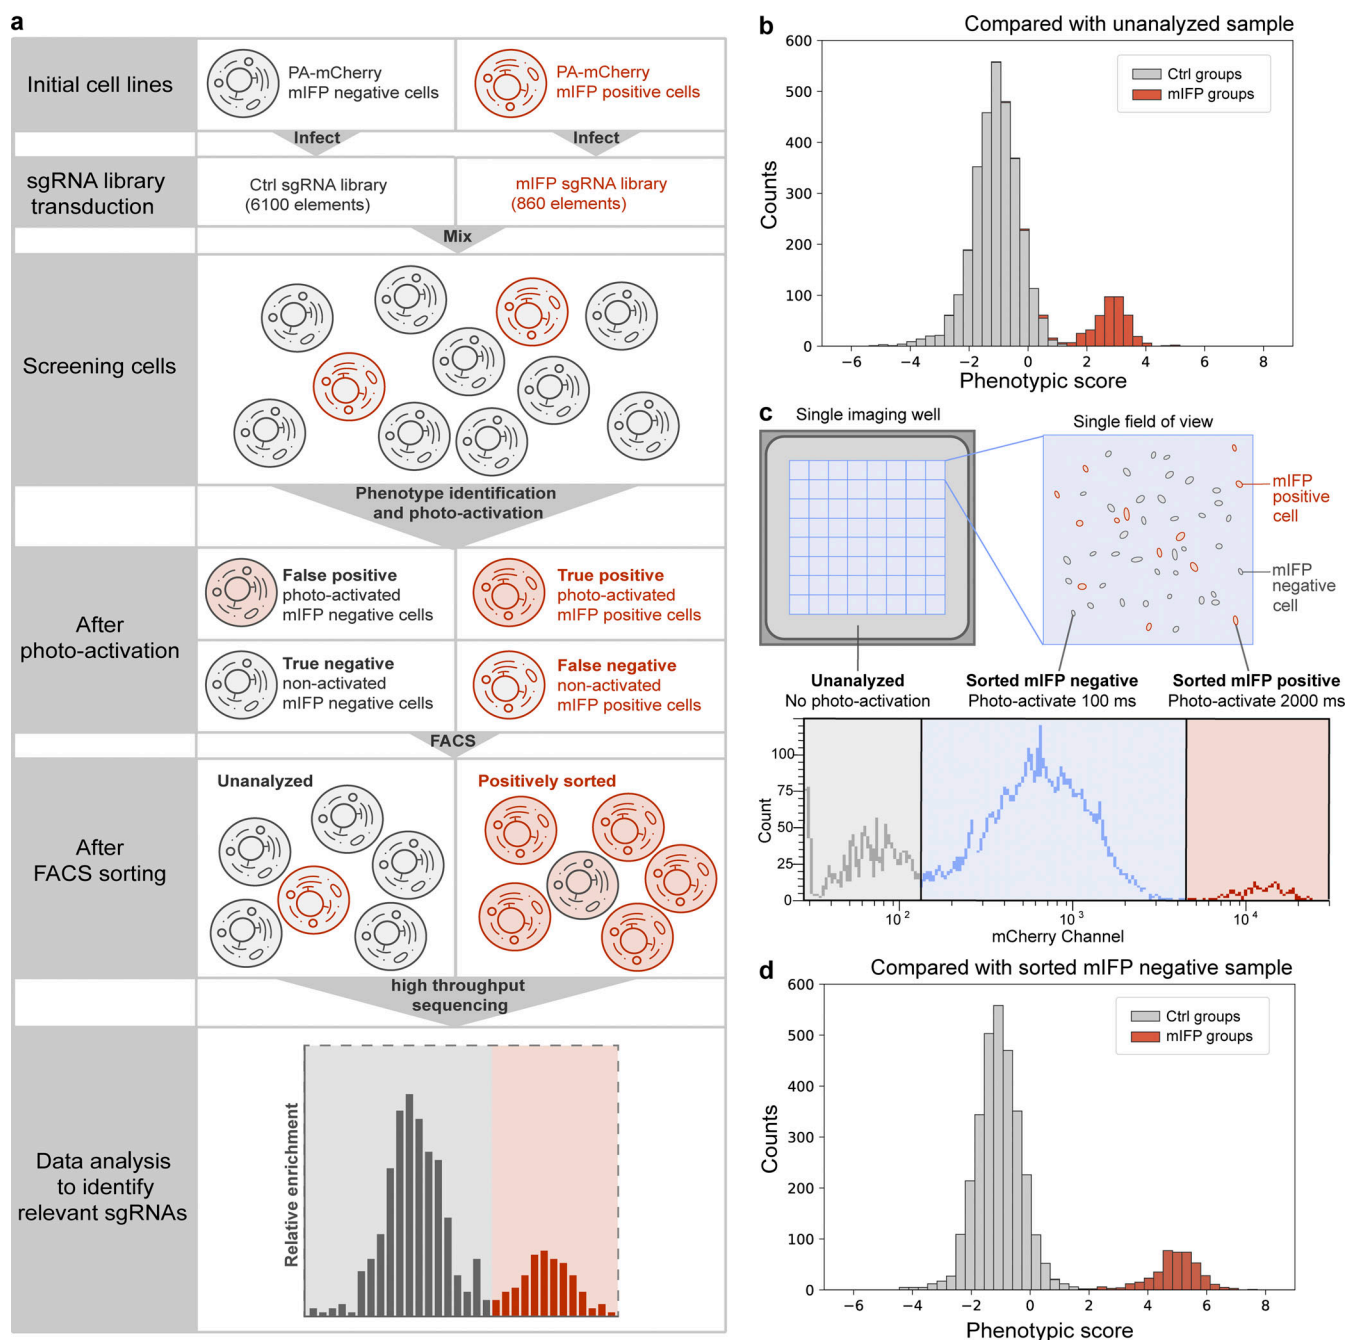 a
Initial cell lines
PA-mCherry
mIFP negative cells
PA-mCherry
mIFP positive cells
Infect
Infect
sgRNA library
transduction
Ctrl sgRNA library
(6100 elements)
mIFP sgRNA library
(860 elements)
Mix
Screening cells
Phenotype identification
and photo-activation
After
photo-activation
False positive
photo-activated
mIFP negative cells
True positive
photo-activated
mIFP positive cells
True negative
non-activated
mIFP negative cells
False negative
non-activated
mIFP positive cells
FACS
After
FACS sorting
Unanalyzed
Positively sorted
high throughput
sequencing
Data analysis
to identify
relevant sgRNAs
Relative enrichment
b
Compared with unanalyzed sample
Counts
600
500
400
300
200
100
0
Ctrl groups
mIFP groups
−6 −4 −2 0 2 4 6 8
Phenotypic score
c
Single imaging well
Single field of view
mIFP
positive
cell
mIFP
negative
cell
Unanalyzed
No photo-activation
Sorted mIFP negative
Photo-activate 100 ms
Sorted mIFP positive
Photo-activate 2000 ms
Count
100
75
50
25
0
10² 10³ 10⁴
mCherry Channel
d
Compared with sorted mIFP negative sample
Counts
600
500
400
300
200
100
0
Ctrl groups
mIFP groups
−6 −4 −2 0 2 4 6 8
Phenotypic score